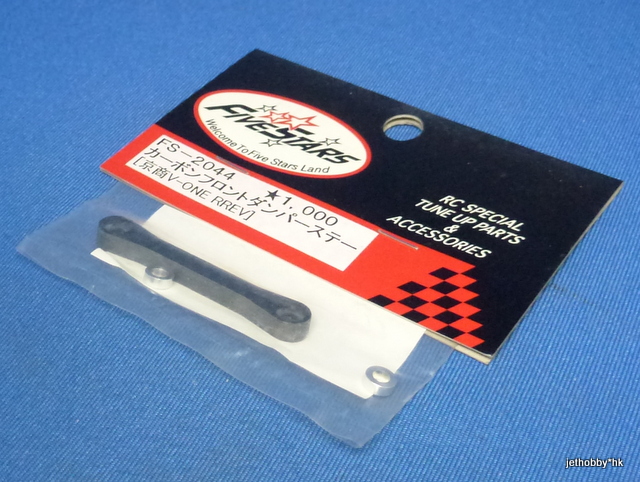 FIVESTARS
Welcome To Five Stars Land
FS-2044 ★1,000
カーボンフロントダンパーステー
[京商V-ONE RREV]
RC SPECIAL
TUNE UP PARTS
&
ACCESSORIES
jethobby*hk